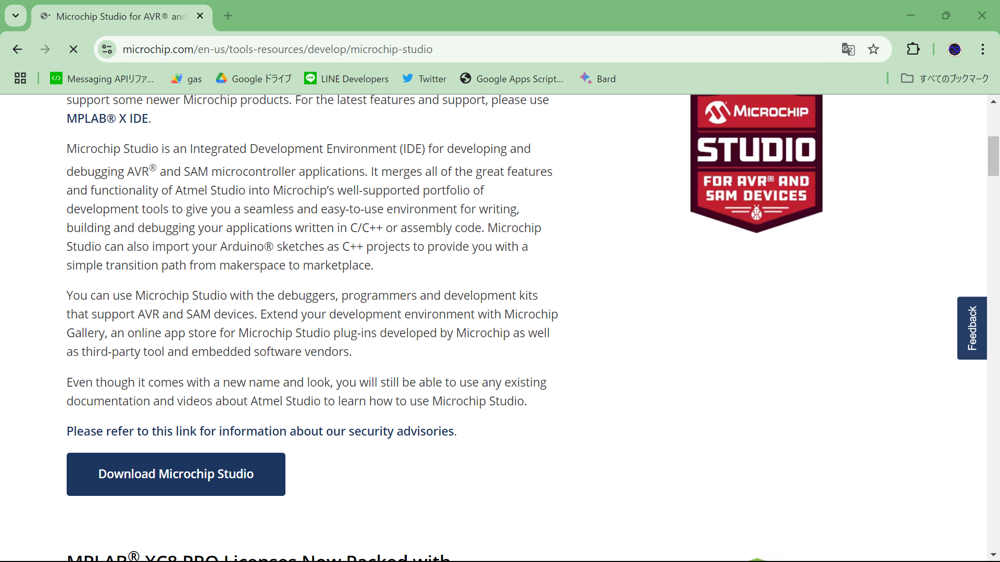 Microchip Studio for AVR® and
microchip.com/en-us/tools-resources/develop/microchip-studio
Messaging APIリファ...
gas
Google ドライブ
LINE Developers
Twitter
Google Apps Script...
Bard
すべてのブックマーク
support some newer Microchip products. For the latest features and support, please use
MPLAB® X IDE.
Microchip Studio is an Integrated Development Environment (IDE) for developing and
debugging AVR® and SAM microcontroller applications. It merges all of the great features
and functionality of Atmel Studio into Microchip’s well-supported portfolio of
development tools to give you a seamless and easy-to-use environment for writing,
building and debugging your applications written in C/C++ or assembly code. Microchip
Studio can also import your Arduino® sketches as C++ projects to provide you with a
simple transition path from makerspace to marketplace.
You can use Microchip Studio with the debuggers, programmers and development kits
that support AVR and SAM devices. Extend your development environment with Microchip
Gallery, an online app store for Microchip Studio plug-ins developed by Microchip as well
as third-party tool and embedded software vendors.
Even though it comes with a new name and look, you will still be able to use any existing
documentation and videos about Atmel Studio to learn how to use Microchip Studio.
Please refer to this link for information about our security advisories.
Download Microchip Studio
MPLAB® XC8 PRO Licenses Now Packed with
MICROCHIP
STUDIO
FOR AVR® AND
SAM DEVICES
Feedback